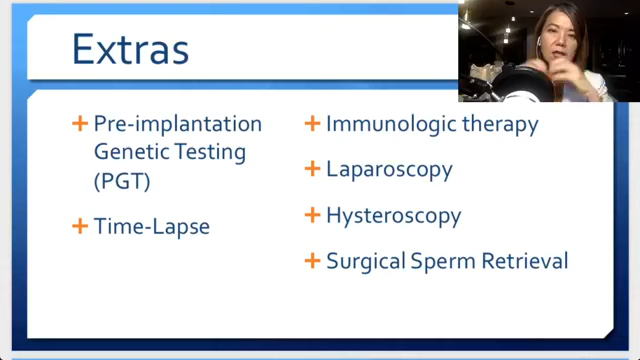 Extras
Pre-implantation
Genetic Testing
(PGT)
Time-Lapse
Immunologic therapy
Laparoscopy
Hysteroscopy
Surgical Sperm Retrieval